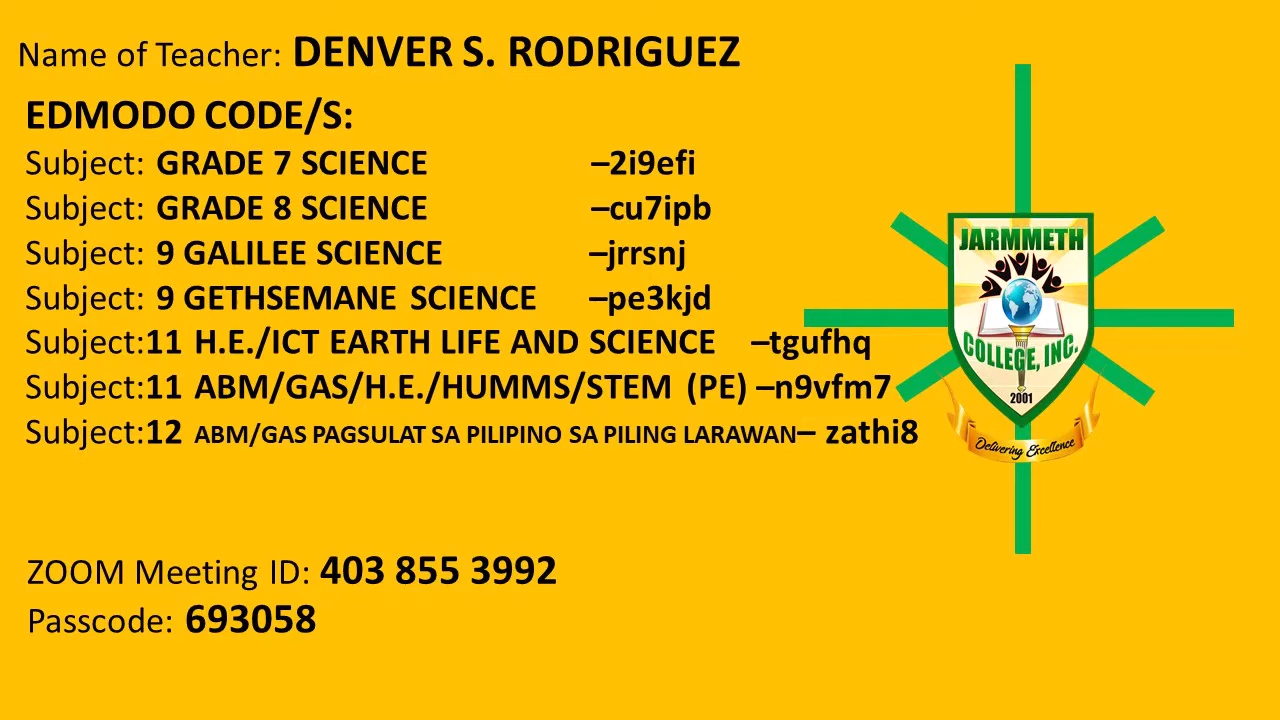 Name of Teacher: DENVER S. RODRIGUEZ
EDMODO CODE/S:
Subject: GRADE 7 SCIENCE –2i9efi
Subject: GRADE 8 SCIENCE –cu7ipb
Subject: 9 GALILEE SCIENCE –jrrsnj
Subject: 9 GETHSEMANE SCIENCE –pe3kjd
Subject:11 H.E./ICT EARTH LIFE AND SCIENCE –tgufhq
Subject:11 ABM/GAS/H.E./HUMMS/STEM (PE) –n9vfm7
Subject:12 ABM/GAS PAGSULAT SA PILIPINO SA PILING LARAWAN– zathi8
ZOOM Meeting ID: 403 855 3992
Passcode: 693058
JARMMETH
COLLEGE, INC.
2001
Delivering Excellence